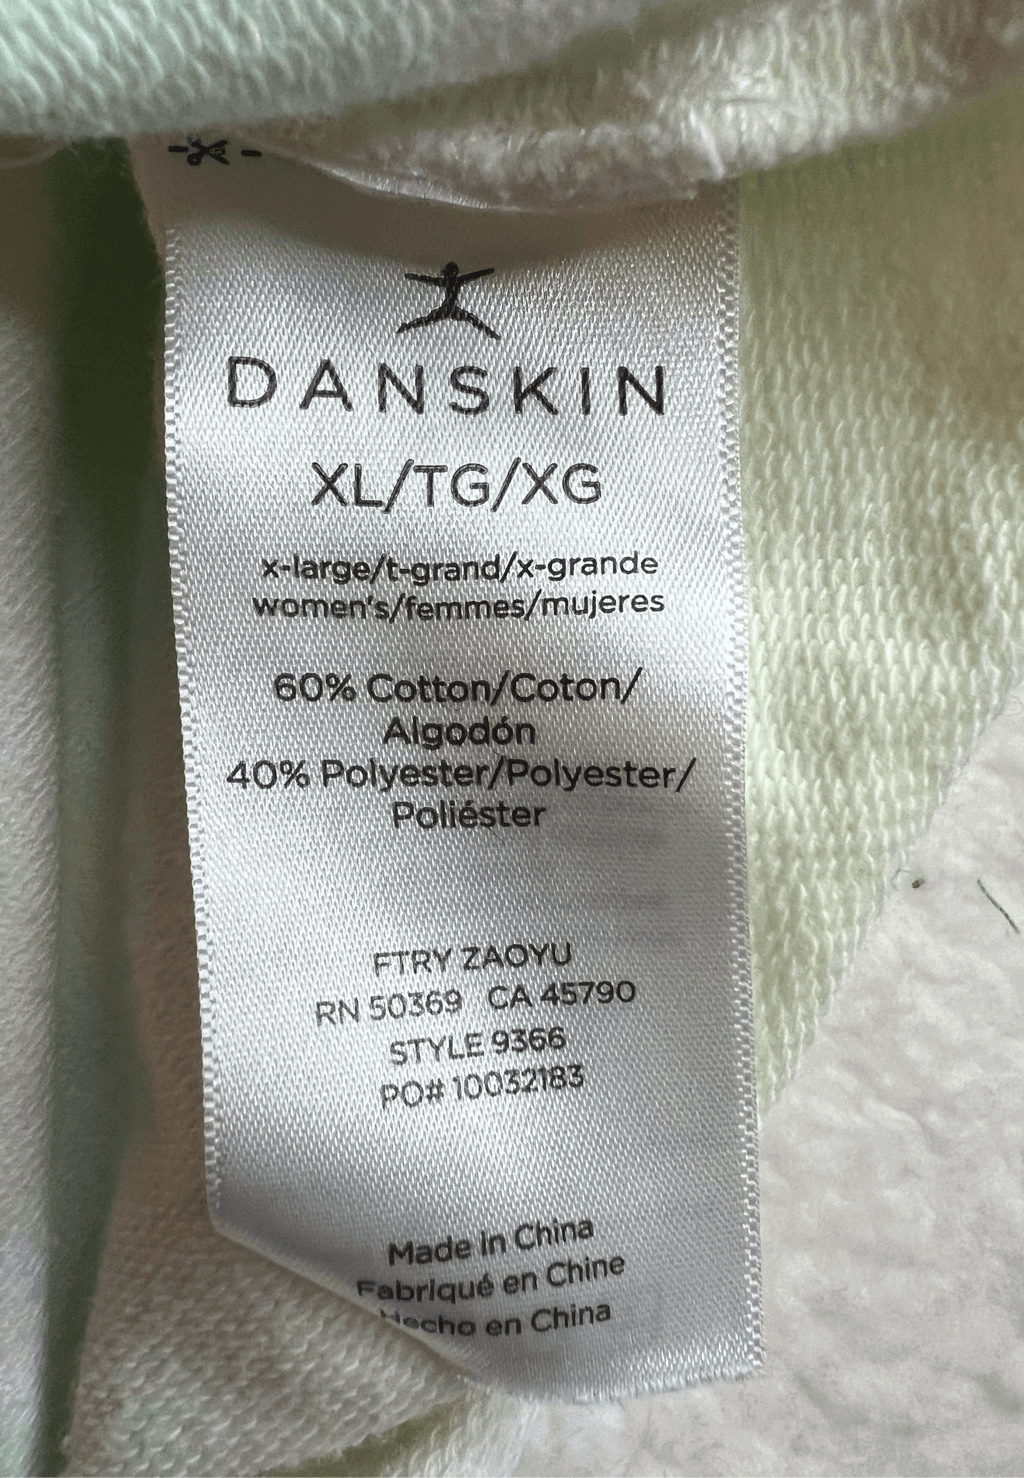 DANSKIN
XL/TG/XG
x-large/t-grand/x-grande
women's/femmes/mujeres
60% Cotton/Coton/
Algodón
40% Polyester/Polyester/
Poliéster
FTRY ZAOYU
RN 50369 CA 45790
STYLE 9366
PO# 10032183
Made in China
Fabriqué en Chine
Hecho en China